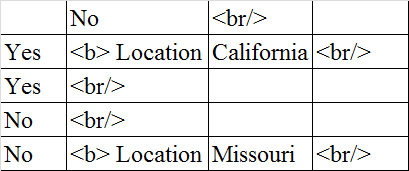 No <br/>
Yes <b> Location California <br/>
Yes <br/>
No <br/>
No <b> Location Missouri <br/>